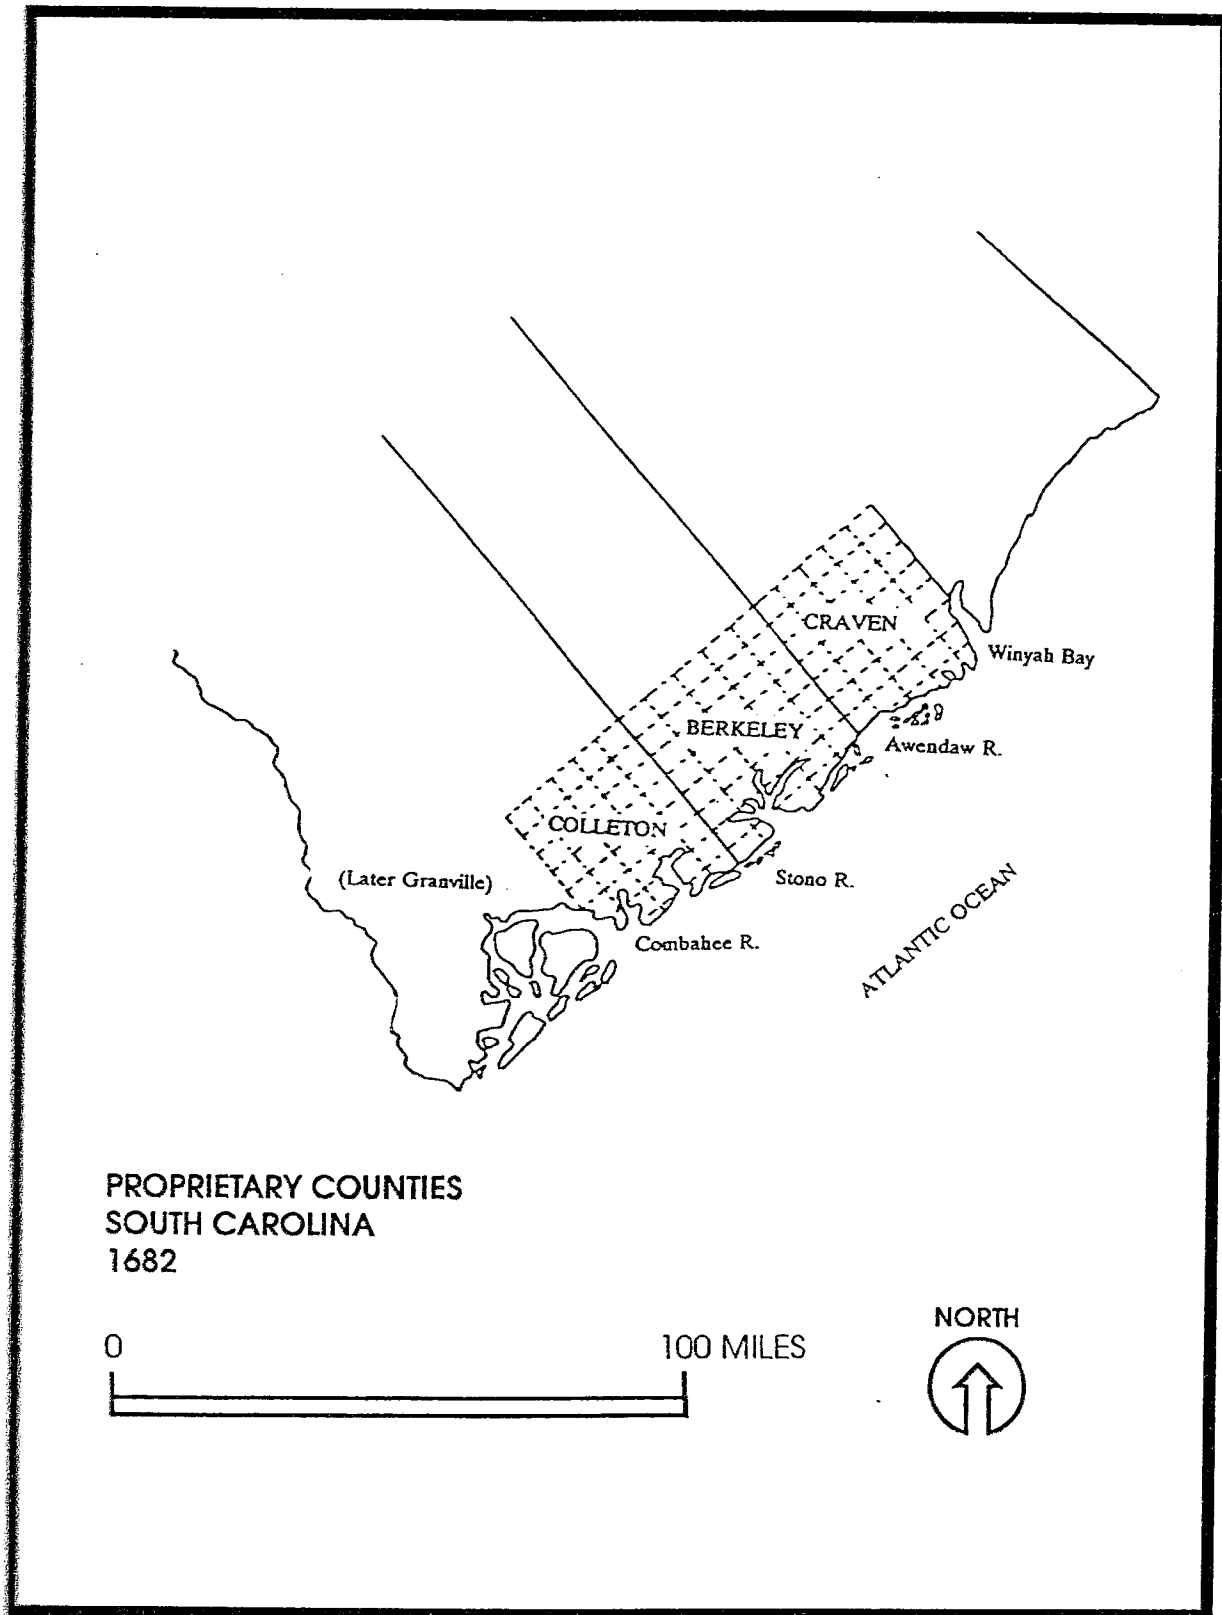 CRAVEN
Winyah Bay
BERKELEY
Awendaw R.
COLLETON
(Later Granville)
Stono R.
Combahee R.
ATLANTIC OCEAN
PROPRIETARY COUNTIES
SOUTH CAROLINA
1682
NORTH
0 100 MILES